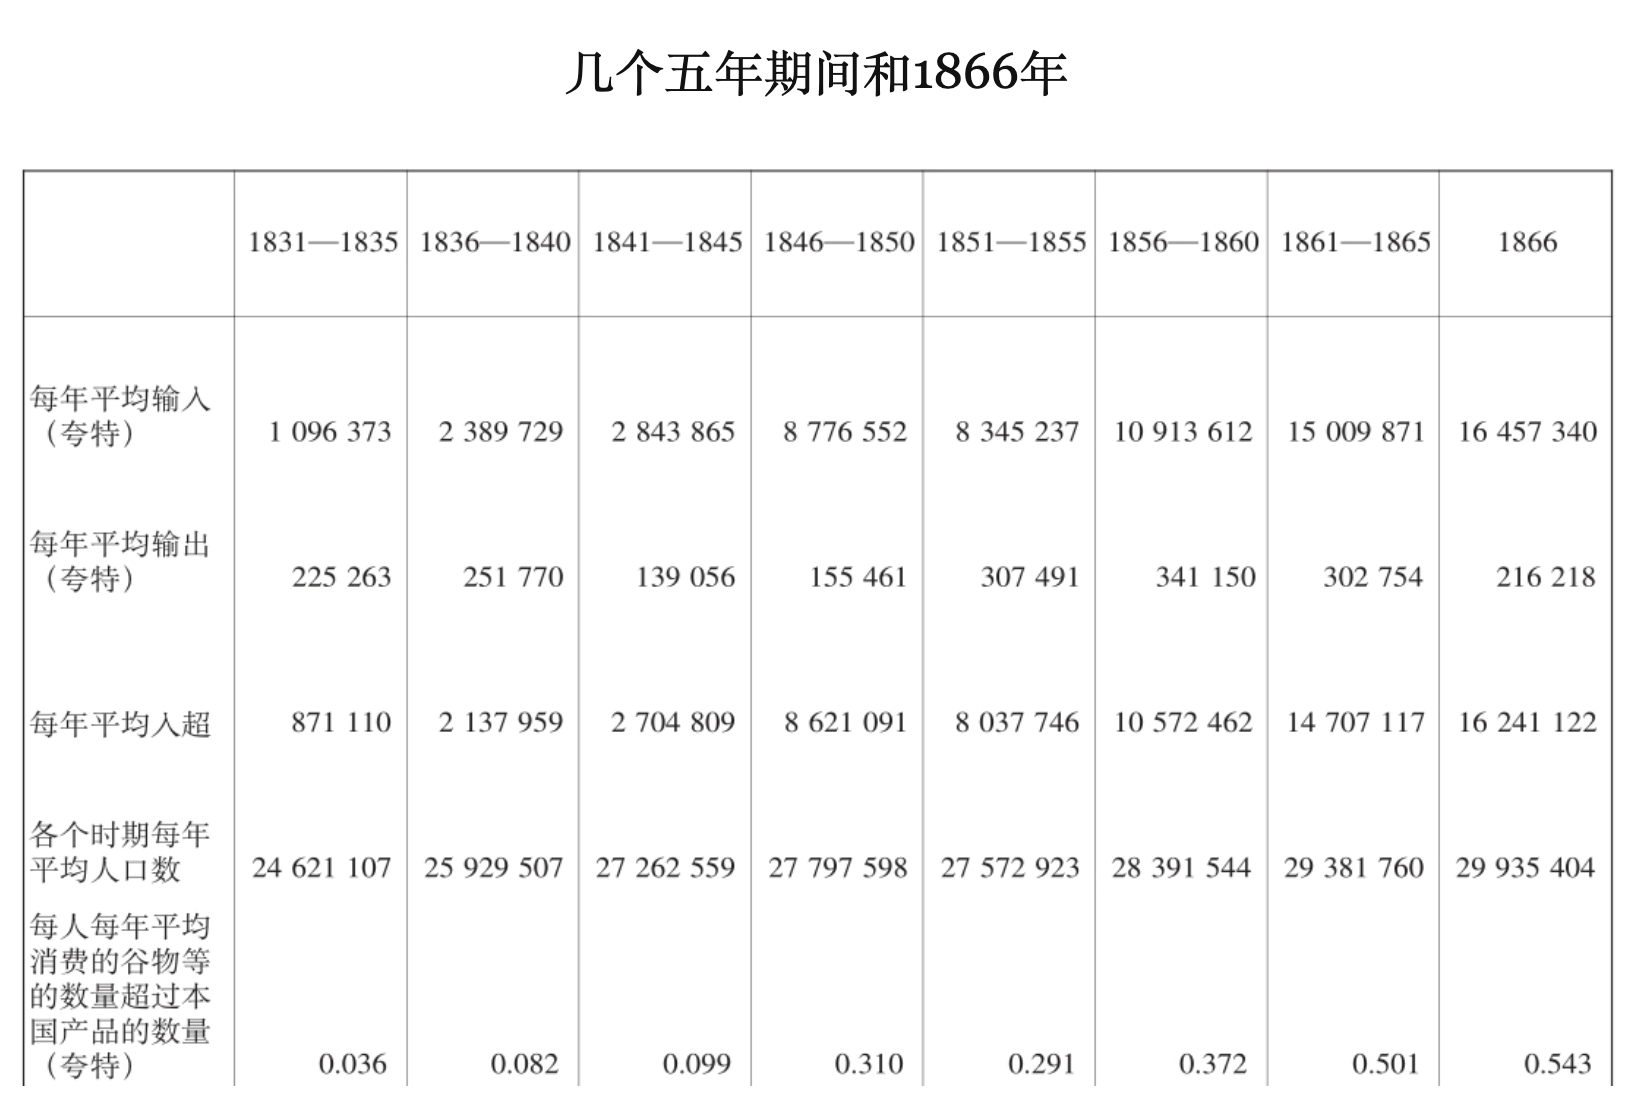 几个五年期间和1866年
1831—1835 1836—1840 1841—1845 1846—1850 1851—1855 1856—1860 1861—1865 1866
每年平均输入
（夸特） 1 096 373 2 389 729 2 843 865 8 776 552 8 345 237 10 913 612 15 009 871 16 457 340
每年平均输出
（夸特） 225 263 251 770 139 056 155 461 307 491 341 150 302 754 216 218
每年平均入超 871 110 2 137 959 2 704 809 8 621 091 8 037 746 10 572 462 14 707 117 16 241 122
各个时期每年
平均人口数 24 621 107 25 929 507 27 262 559 27 797 598 27 572 923 28 391 544 29 381 760 29 935 404
每人每年平均
消费的谷物等
的数量超过本
国产品的数量
（夸特） 0.036 0.082 0.099 0.310 0.291 0.372 0.501 0.543